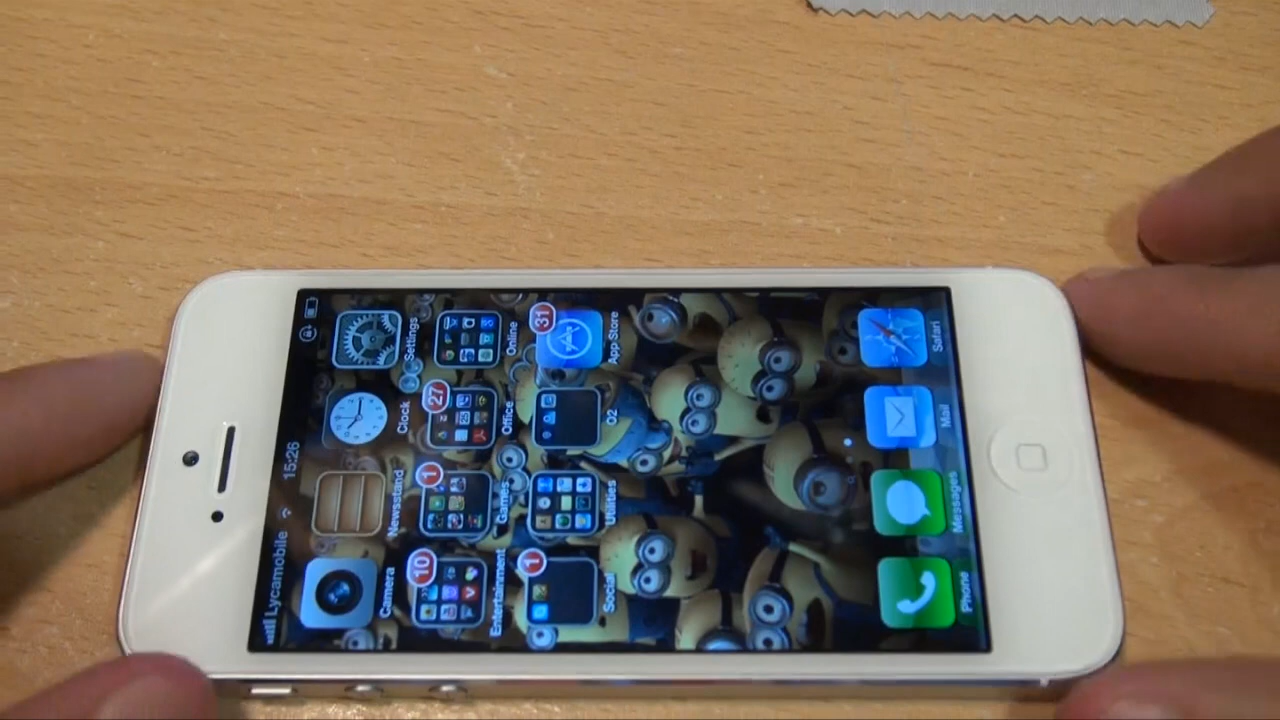 Lycamobile 15:26
Camera Newsstand Clock Settings
10 1 27
Entertainment Games Office Online
1 31
Social Utilities O2 App Store
Phone Messages Mail Safari